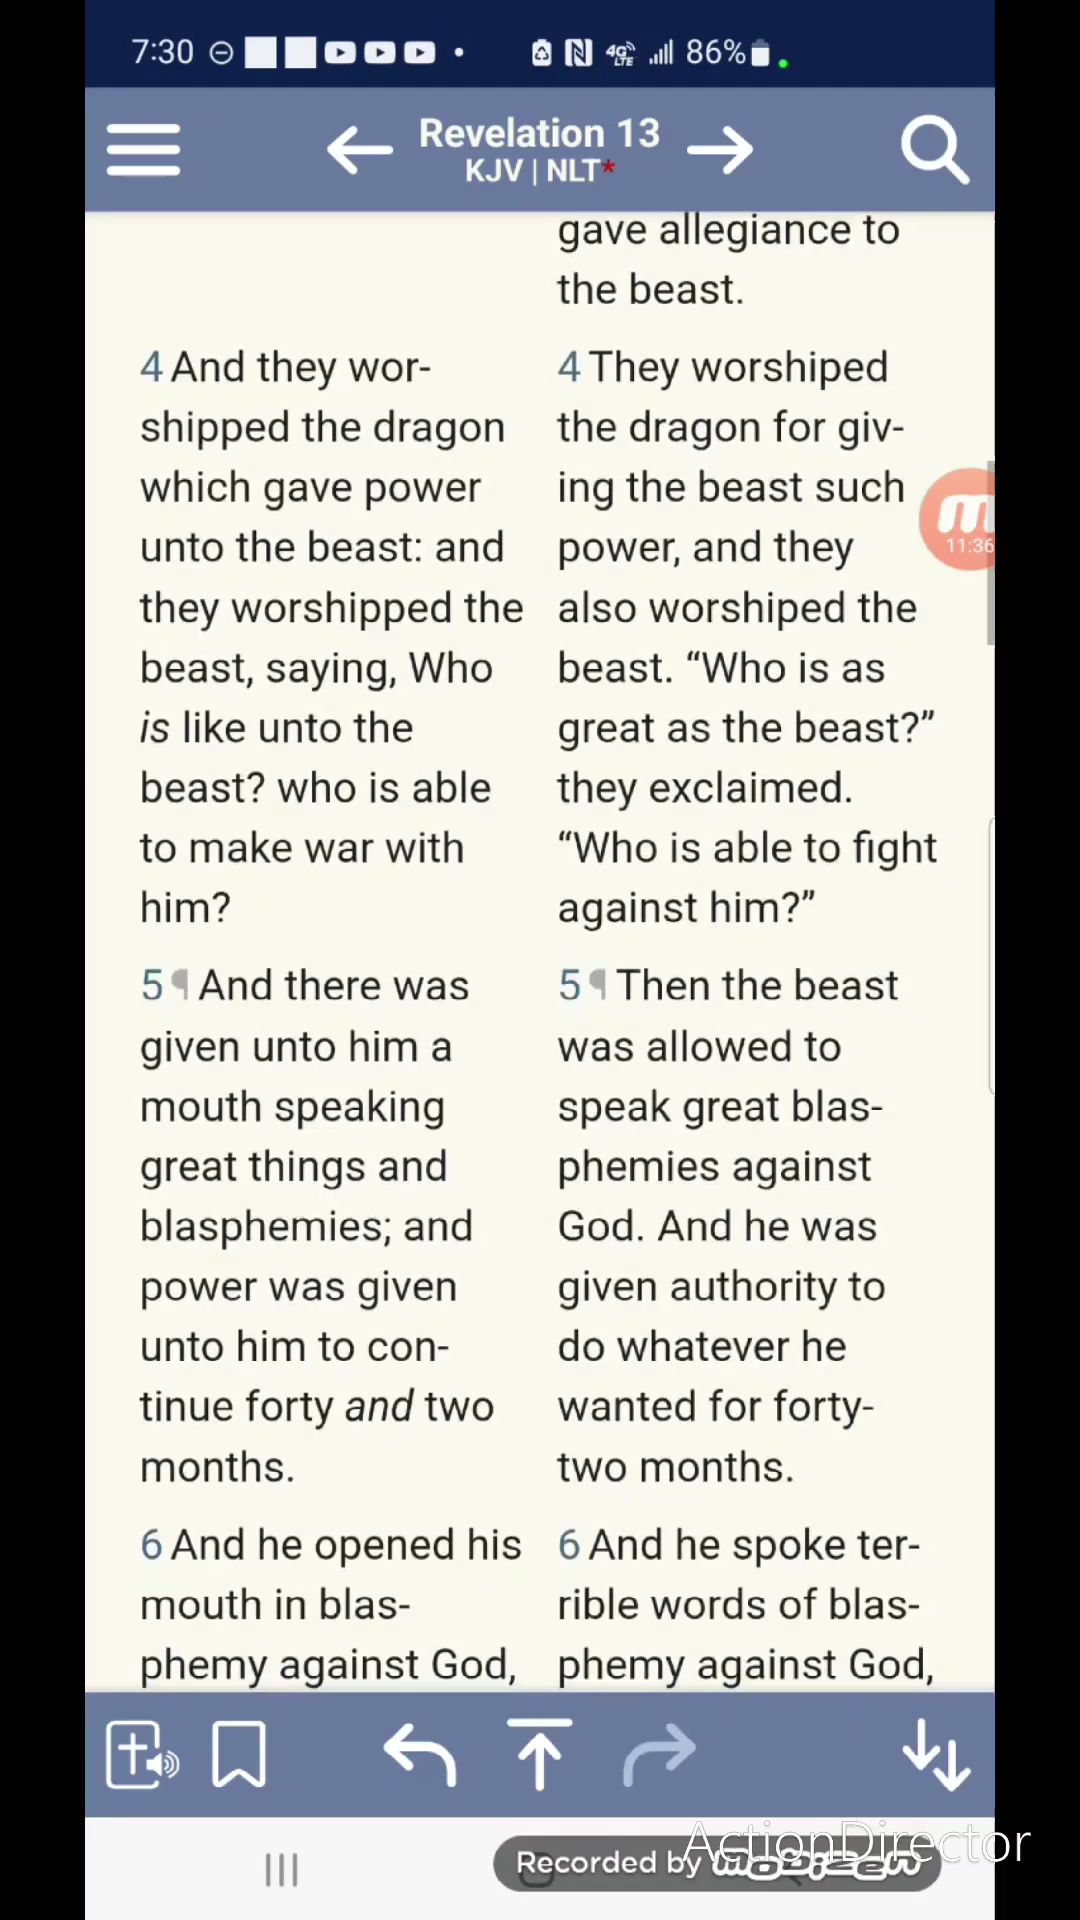 7:30
4G
LTE
86%
Revelation 13
KJV | NLT*
gave allegiance to
the beast.
4 And they wor-
shipped the dragon
which gave power
unto the beast: and
they worshipped the
beast, saying, Who
is like unto the
beast? who is able
to make war with
him?
5 ¶ And there was
given unto him a
mouth speaking
great things and
blasphemies; and
power was given
unto him to con-
tinue forty and two
months.
6 And he opened his
mouth in blas-
phemy against God,
4 They worshiped
the dragon for giv-
ing the beast such
power, and they
also worshiped the
beast. “Who is as
great as the beast?”
they exclaimed.
“Who is able to fight
against him?”
5 ¶ Then the beast
was allowed to
speak great blas-
phemies against
God. And he was
given authority to
do whatever he
wanted for forty-
two months.
6 And he spoke ter-
rible words of blas-
phemy against God,
m
11:36
ActionDirector
Recorded by mobizen